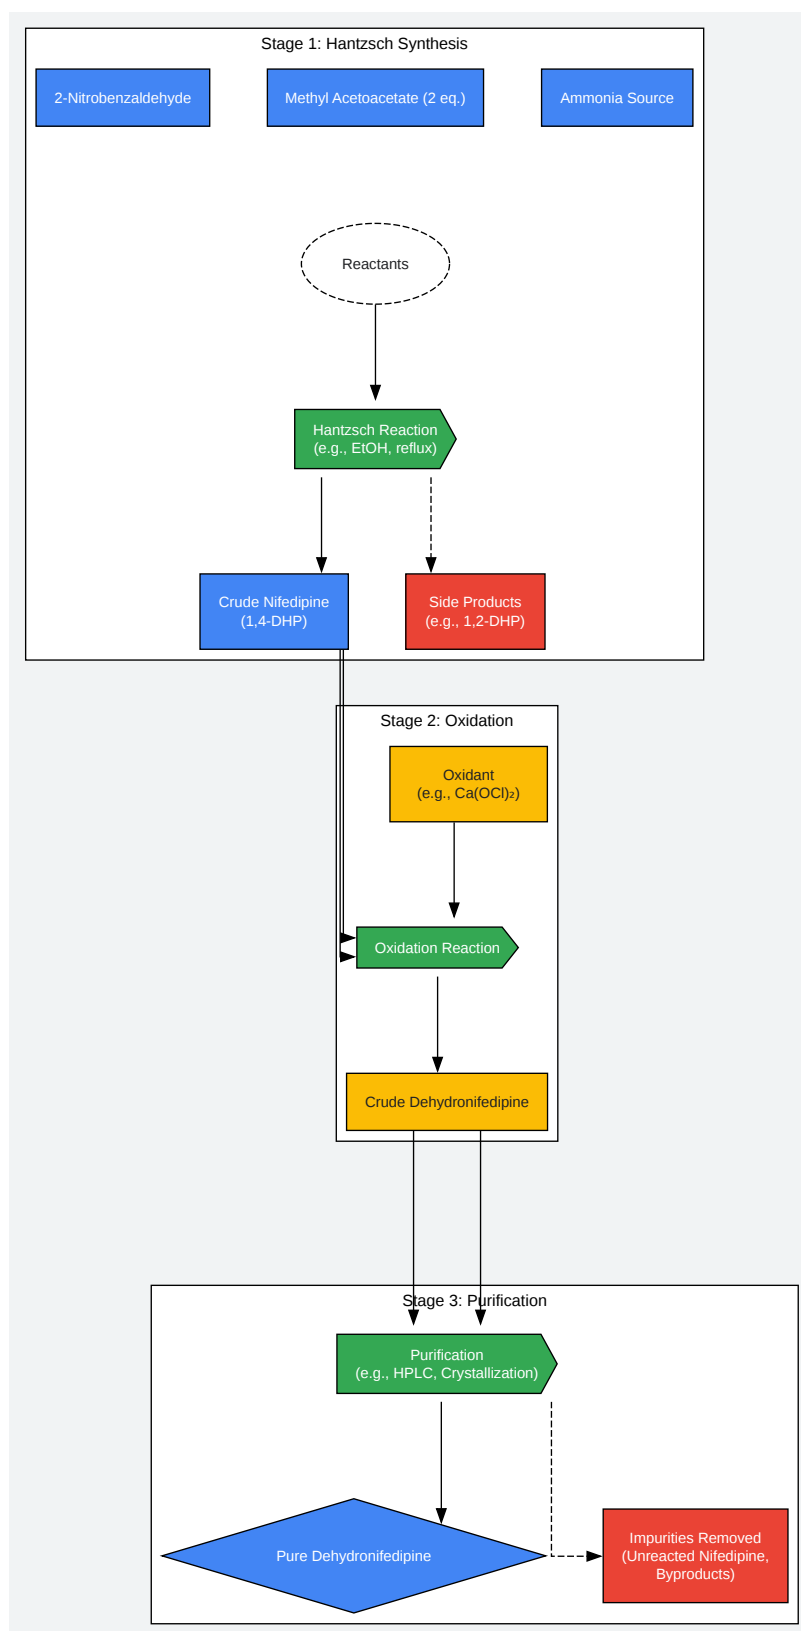 Stage 1: Hantzsch Synthesis
2-Nitrobenzaldehyde
Methyl Acetoacetate (2 eq.)
Ammonia Source
Reactants
Hantzsch Reaction
(e.g., EtOH, reflux)
Crude Nifedipine
(1,4-DHP)
Side Products
(e.g., 1,2-DHP)
Stage 2: Oxidation
Oxidant
(e.g., Ca(OCl)₂)
Oxidation Reaction
Crude Dehydronifedipine
Stage 3: Purification
Purification
(e.g., HPLC, Crystallization)
Pure Dehydronifedipine
Impurities Removed
(Unreacted Nifedipine,
Byproducts)